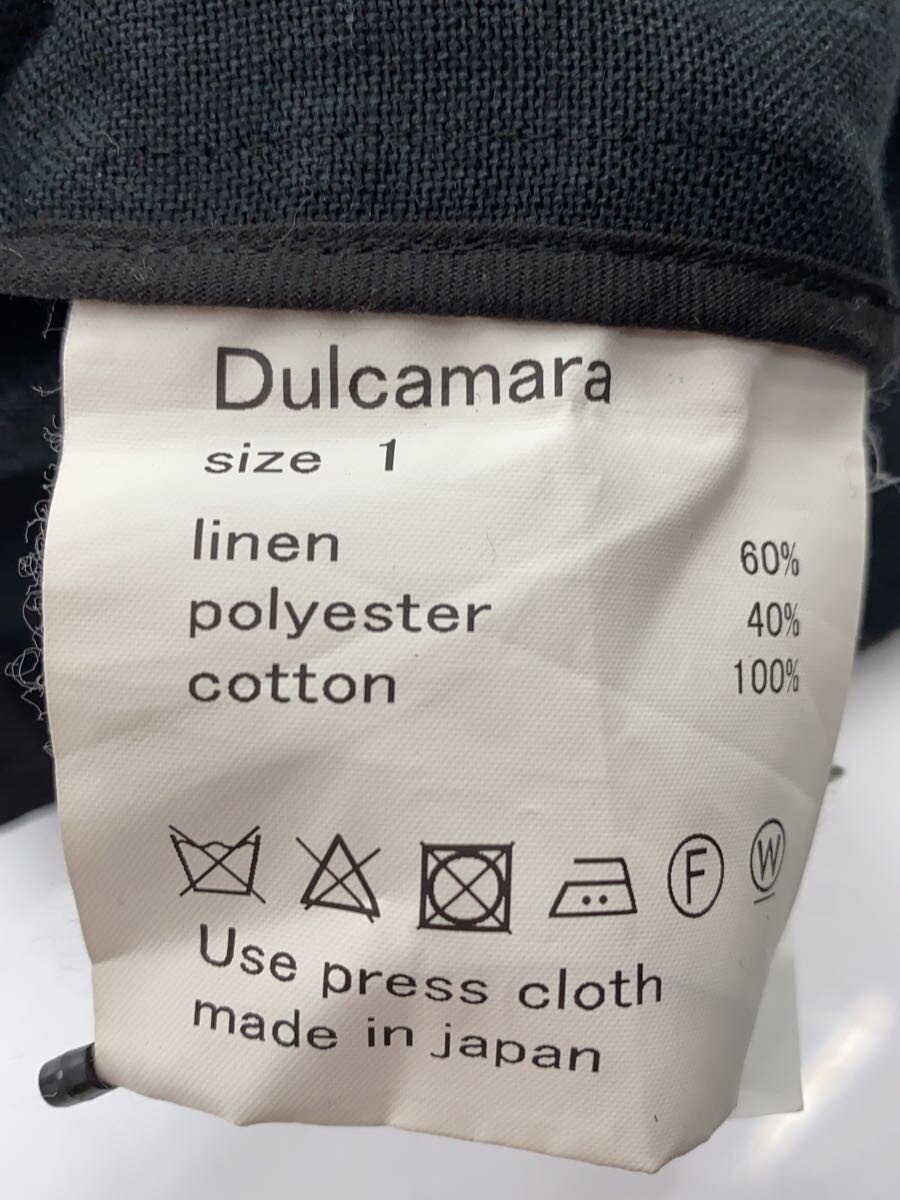 Dulcamara
size 1
linen 60%
polyester 40%
cotton 100%
F W
Use press cloth
made in japan